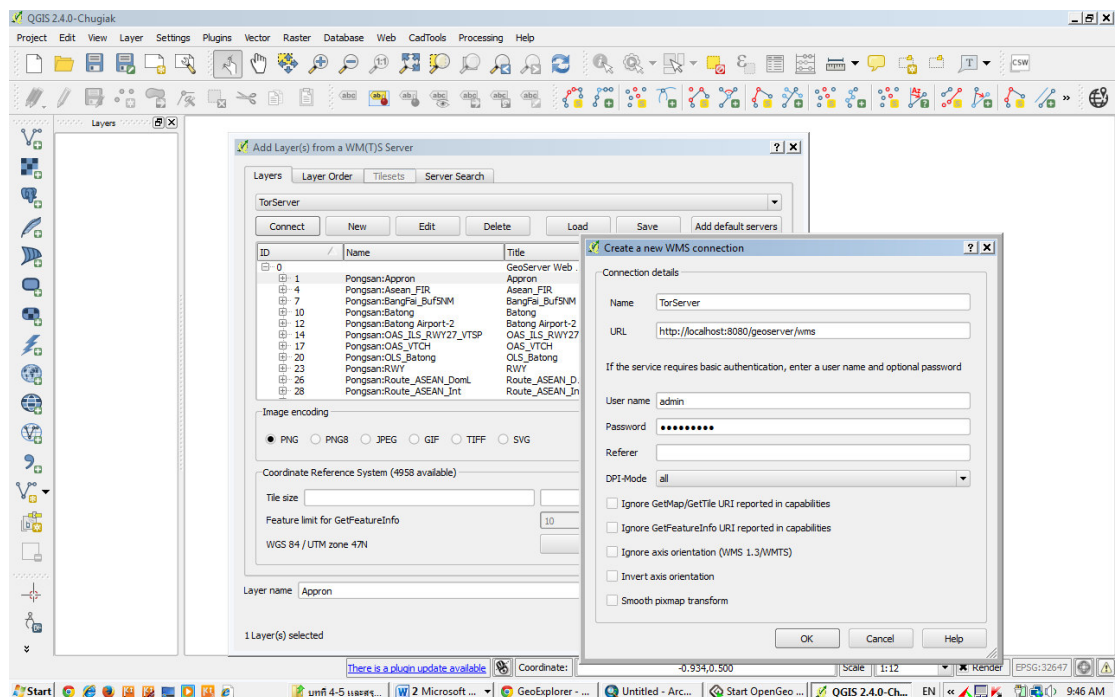 QGIS 2.4.0-Chugiak
Project Edit View Layer Settings Plugins Vector Raster Database Web CadTools Processing Help
CSW
Layers
Add Layer(s) from a WM(T)S Server
Layers Layer Order Tilesets Server Search
TorServer
Connect New Edit Delete Load Save Add default servers
ID Name Title
0 GeoServer Web .
1 Pongsan:Appron Appron
4 Pongsan:Asean_FIR Asean_FIR
7 Pongsan:BangFai_Buf5NM BangFai_Buf5NM
10 Pongsan:Batong Batong
12 Pongsan:Batong Airport-2 Batong Airport-2
14 Pongsan:OAS_ILS_RWY27_VTSP OAS_ILS_RWY27
17 Pongsan:OAS_VTCH OAS_VTCH
20 Pongsan:OLS_Batong OLS_Batong
23 Pongsan:RWY RWY
26 Pongsan:Route_ASEAN_DomL Route_ASEAN_D.
28 Pongsan:Route_ASEAN_Int Route_ASEAN_In
Image encoding
PNG PNG8 JPEG GIF TIFF SVG
Coordinate Reference System (4958 available)
Tile size
Feature limit for GetFeatureInfo 10
WGS 84 / UTM zone 47N
Layer name Appron
1 Layer(s) selected
Create a new WMS connection
Connection details
Name TorServer
URL http://localhost:8080/geoserver/wms
If the service requires basic authentication, enter a user name and optional password
User name admin
Password •••••••••
Referer
DPI-Mode all
Ignore GetMap/GetTile URI reported in capabilities
Ignore GetFeatureInfo URI reported in capabilities
Ignore axis orientation (WMS 1.3/WMTS)
Invert axis orientation
Smooth pixmap transform
OK Cancel Help
There is a plugin update available Coordinate: -0.934,0.500 Scale 1:12 Render EPSG:32647
Start บทที่ 4-5 และสรุ... 2 Microsoft ... GeoExplorer - ... Untitled - Arc... Start OpenGeo ... QGIS 2.4.0-Ch... EN 9:46 AM